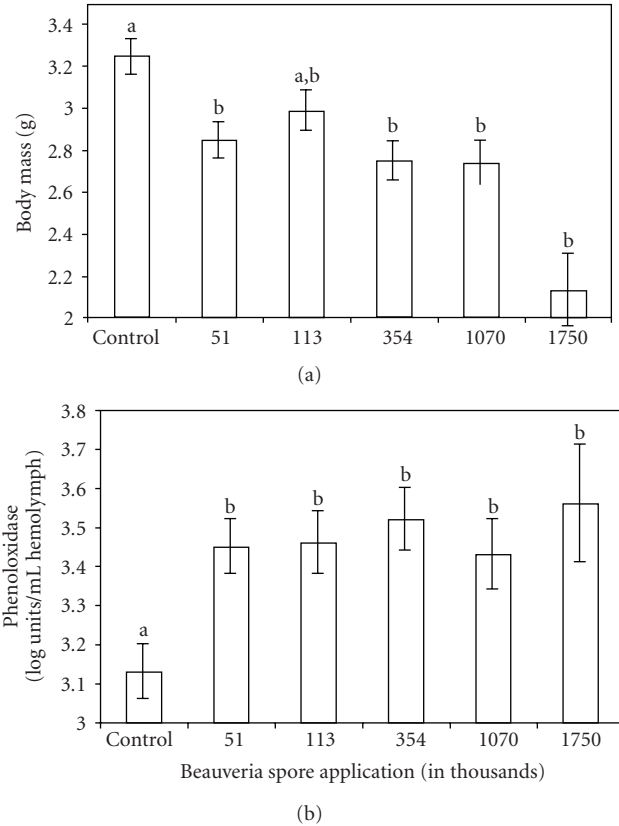 3.4
3.2
3
2.8
2.6
2.4
2.2
2
Body mass (g)
a
b
a,b
b
b
b
Control 51 113 354 1070 1750
(a)
3.8
3.7
3.6
3.5
3.4
3.3
3.2
3.1
3
Phenoloxidase
(log units/mL hemolymph)
a
b
b
b
b
b
Control 51 113 354 1070 1750
Beauveria spore application (in thousands)
(b)